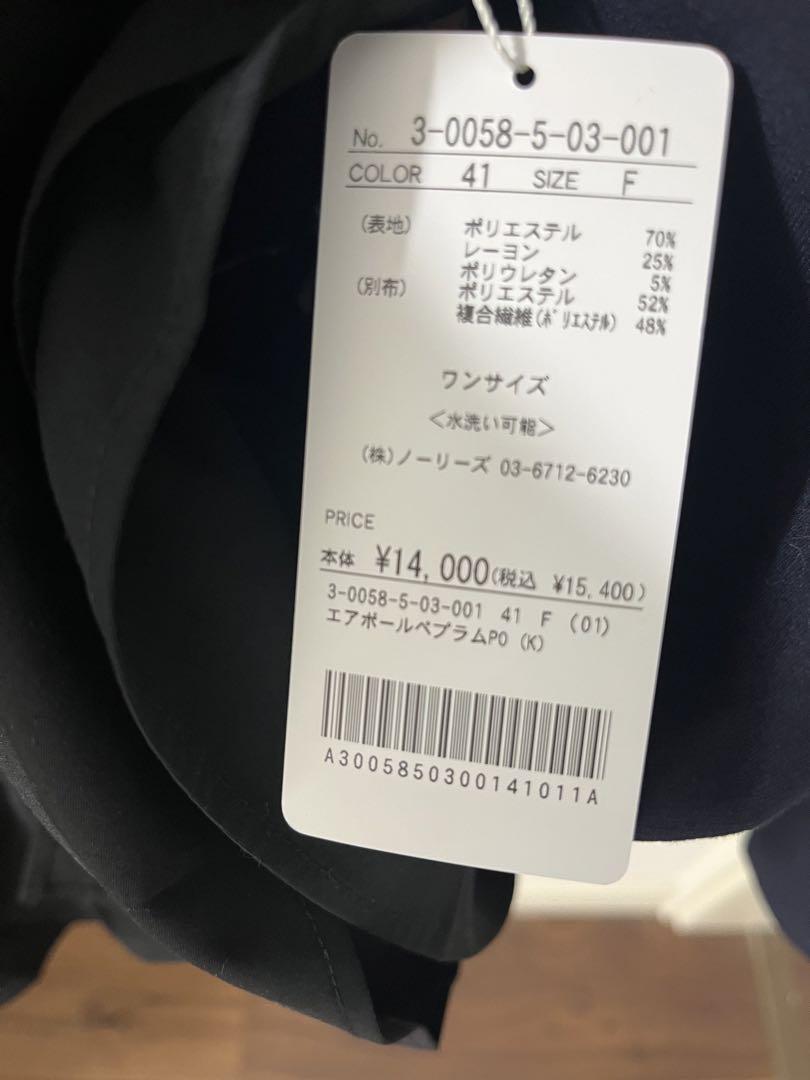 No. 3-0058-5-03-001
COLOR 41 SIZE F
(表地) ポリエステル 70%
レーヨン 25%
ポリウレタン 5%
(別布) ポリエステル 52%
複合繊維(ポリエステル) 48%
ワンサイズ
<水洗い可能>
(株)ノーリーズ 03-6712-6230
PRICE
本体 ¥14,000(税込 ¥15,400)
3-0058-5-03-001 41 F (01)
エアポールペプラムPO (K)
A3005850300141011A